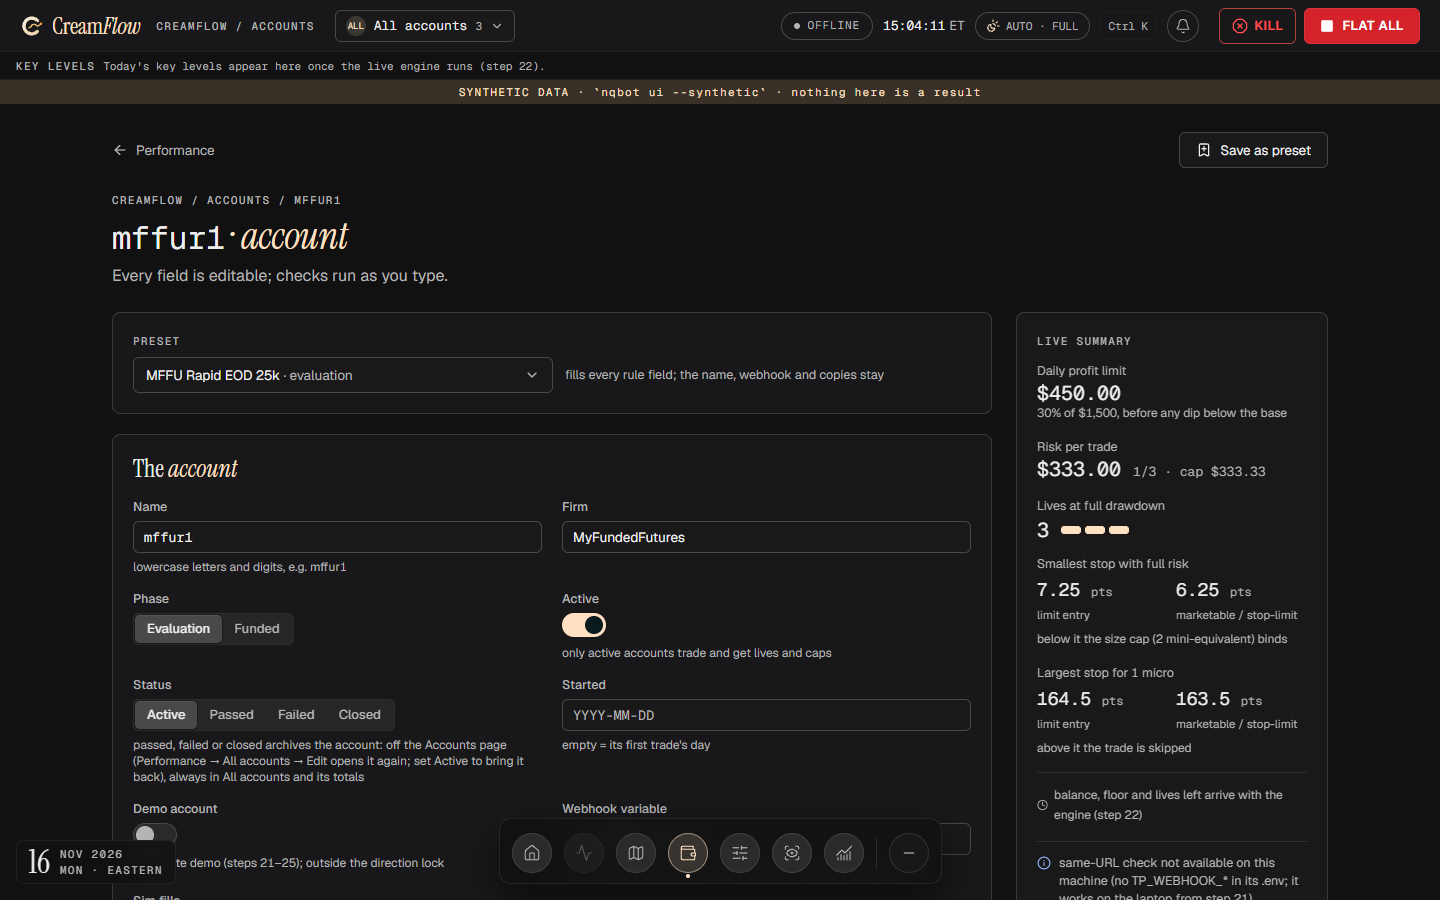 CreamFlow CREAMFLOW / ACCOUNTS ALL All accounts 3 OFFLINE 15:04:11 ET AUTO · FULL Ctrl K KILL FLAT ALL
KEY LEVELS Today's key levels appear here once the live engine runs (step 22).
SYNTHETIC DATA · `nqbot ui --synthetic` · nothing here is a result
← Performance
Save as preset
CREAMFLOW / ACCOUNTS / MFFUR1
mffur1 · account
Every field is editable; checks run as you type.
PRESET
MFFU Rapid EOD 25k · evaluation
fills every rule field; the name, webhook and copies stay
The account
Name
mffur1
lowercase letters and digits, e.g. mffur1
Firm
MyFundedFutures
Phase
Evaluation Funded
Active
only active accounts trade and get lives and caps
Status
Active Passed Failed Closed
passed, failed or closed archives the account: off the Accounts page
(Performance → All accounts → Edit opens it again; set Active to bring it
back), always in All accounts and its totals
Started
YYYY-MM-DD
empty = its first trade's day
Demo account
te demo (steps 21–25); outside the direction lock
Webhook variable
LIVE SUMMARY
Daily profit limit
$450.00
30% of $1,500, before any dip below the base
Risk per trade
$333.00 1/3 · cap $333.33
Lives at full drawdown
3
Smallest stop with full risk
7.25 pts 6.25 pts
limit entry marketable / stop-limit
below it the size cap (2 mini-equivalent) binds
Largest stop for 1 micro
164.5 pts 163.5 pts
limit entry marketable / stop-limit
above it the trade is skipped
balance, floor and lives left arrive with the
engine (step 22)
same-URL check not available on this
machine (no TP_WEBHOOK_* in its .env; it
works on the laptop from step 21)
16 NOV 2026
MON · EASTERN
Sim fills